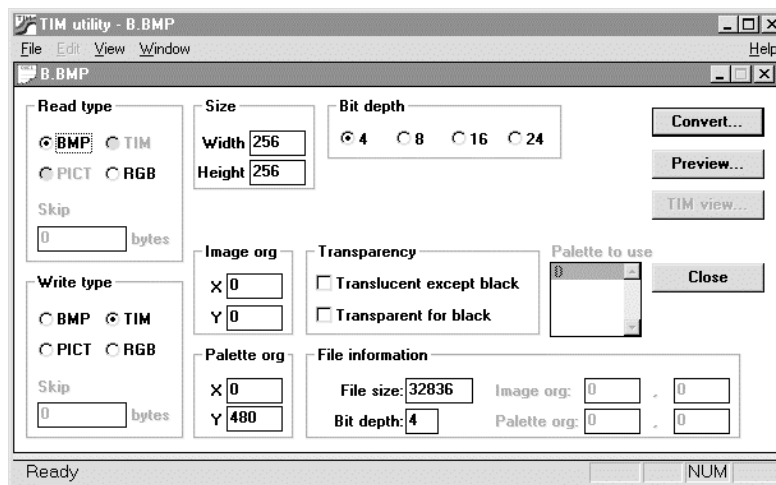 TIM utility - B.BMP
File Edit View Window Help
B.BMP
Read type
BMP TIM
PICT RGB
Skip
0 bytes
Size
Width 256
Height 256
Bit depth
4 8 16 24
Convert...
Preview...
TIM view...
Close
Image org
X 0
Y 0
Transparency
Translucent except black
Transparent for black
Palette to use
0
Write type
BMP TIM
PICT RGB
Skip
0 bytes
Palette org
X 0
Y 480
File information
File size: 32836 Image org: 0 , 0
Bit depth: 4 Palette org: 0 , 0
Ready NUM